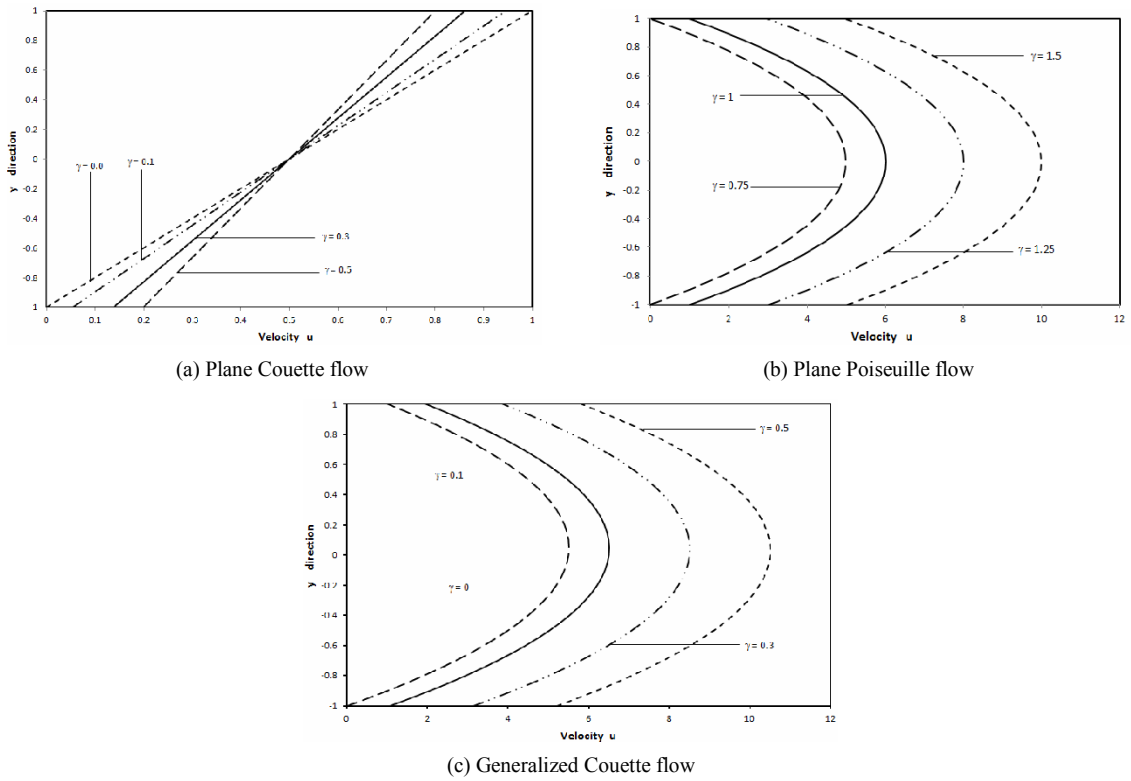 1
0.8
0.6
0.4
0.2
0
-0.2
-0.4
-0.6
-0.8
1
y direction
γ = 0.0
γ = 0.1
γ = 0.3
γ = 0.5
0
0.1
0.2
0.3
0.4
0.5
0.6
0.7
0.8
0.9
1
Velocity u
(a) Plane Couette flow
1
0.8
0.6
0.4
0.2
0
-0.2
-0.4
-0.6
-0.8
-1
y direction
γ = 1.5
γ = 1
γ = 0.75
γ = 1.25
0
2
4
6
8
10
12
Velocity u
(b) Plane Poiseuille flow
1
0.8
0.6
0.4
0.2
0
-0.2
-0.4
-0.6
-0.8
-1
y direction
γ = 0.5
γ = 0.1
γ = 0
γ = 0.3
0
2
4
6
8
10
12
Velocity u
(c) Generalized Couette flow